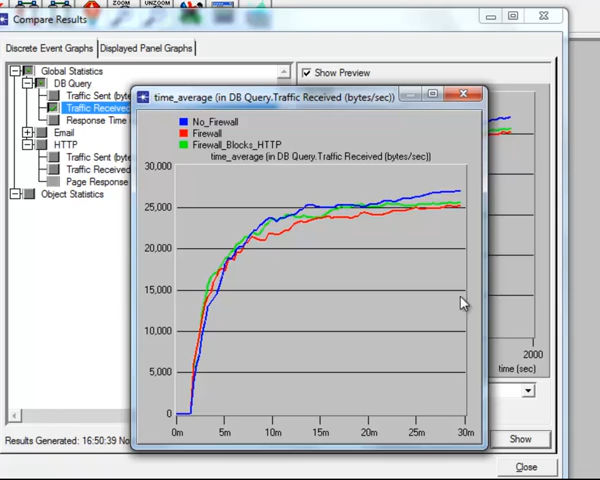 ZOOM
UNZOOM
Compare Results
Discrete Event Graphs
Displayed Panel Graphs
Global Statistics
DB Query
Traffic Sent (byte
Traffic Received
Response Time
Email
HTTP
Traffic Sent (byte
Traffic Received
Page Response
Object Statistics
Show Preview
time_average (in DB Query.Traffic Received (bytes/sec))
No_Firewall
Firewall
Firewall_Blocks_HTTP
time_average (in DB Query.Traffic Received (bytes/sec))
30,000
25,000
20,000
15,000
10,000
5,000
0
0m
5m
10m
15m
20m
25m
30m
2000
time (sec)
Results Generated: 16:50:39 No
Show
Close